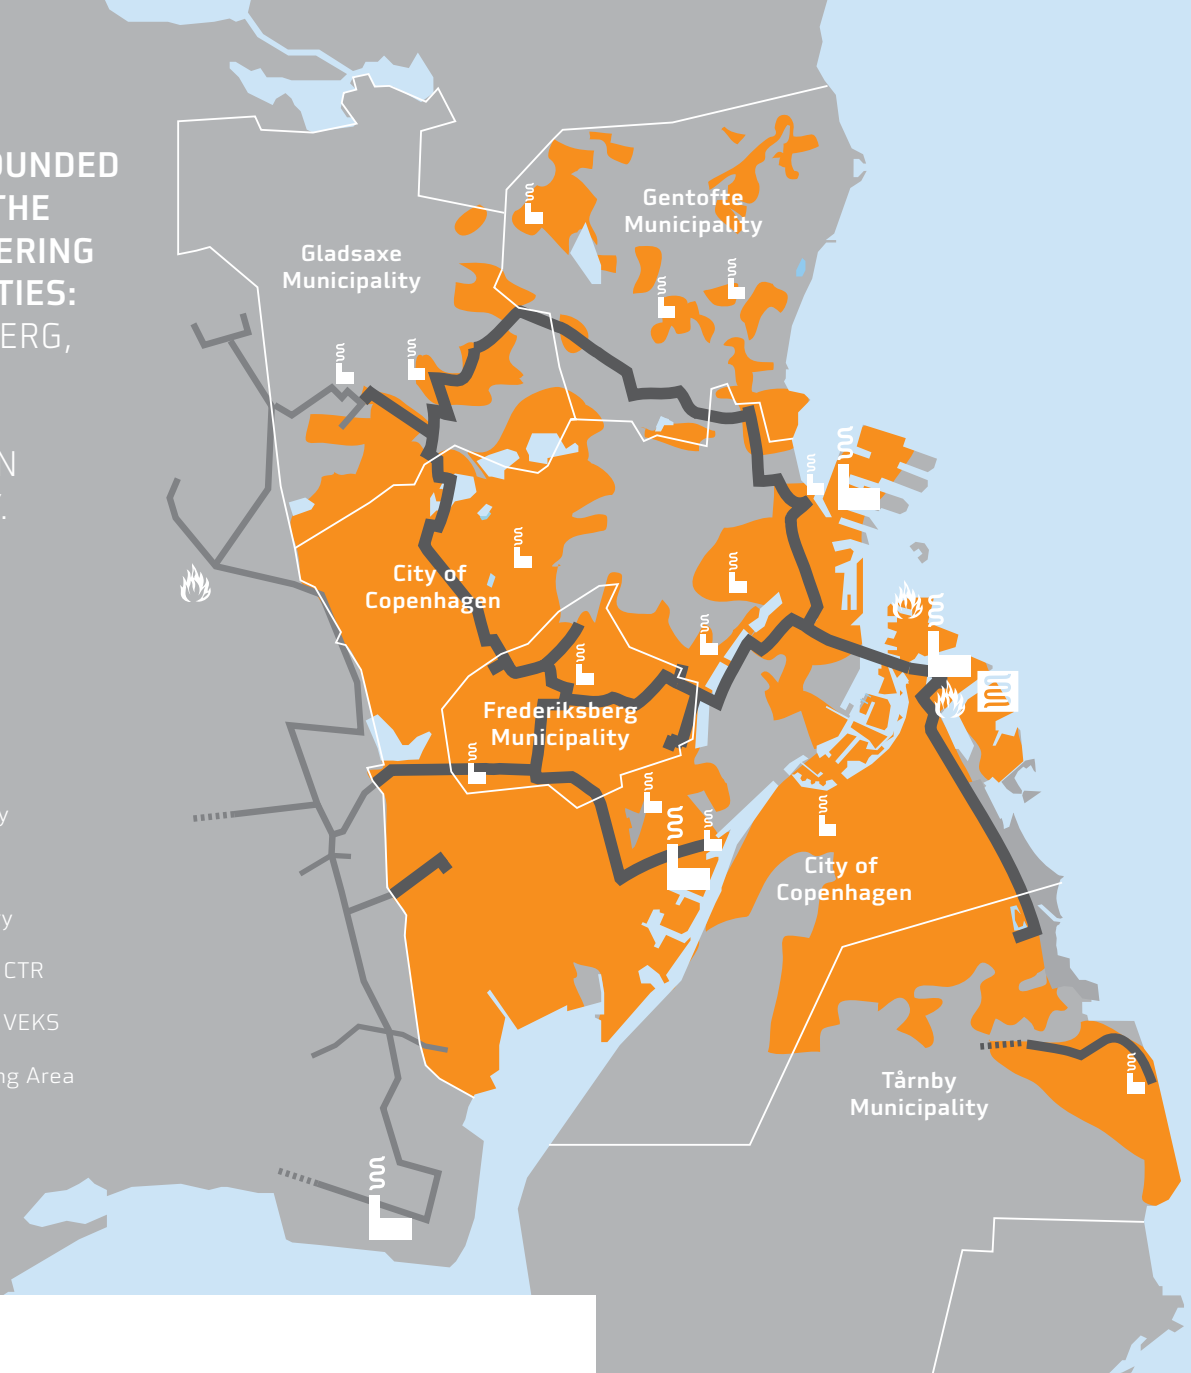 OUNDED
THE
ERING
TIES:
ERG,
N
.
y
ry
CTR
VEKS
ng Area
Gentofte
Municipality
Gladsaxe
Municipality
City of
Copenhagen
Frederiksberg
Municipality
City of
Copenhagen
Tårnby
Municipality